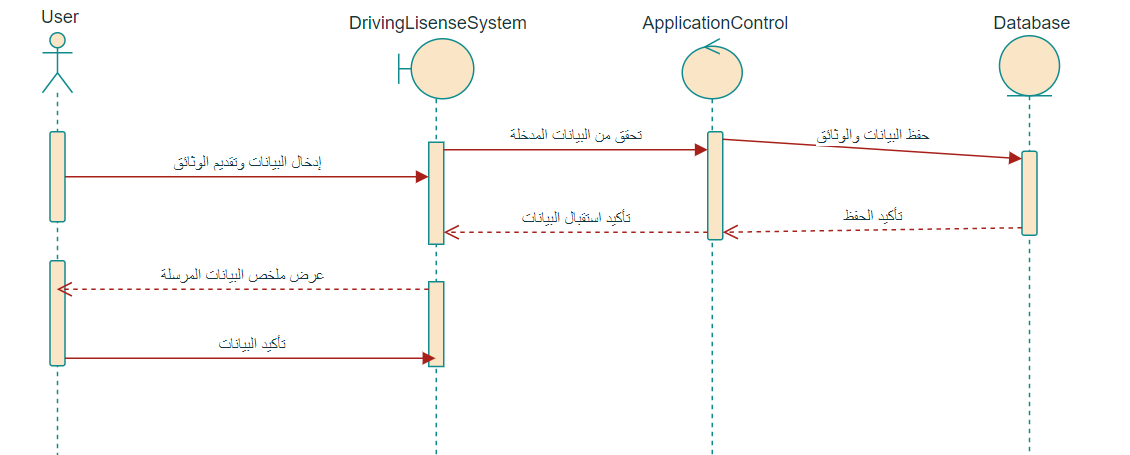 User
DrivingLisenseSystem
ApplicationControl
Database
تحقق من البيانات المدخلة
حفظ البيانات والوثائق
إدخال البيانات وتقديم الوثائق
تأكيد استقبال البيانات
تأكيد الحفظ
عرض ملخص البيانات المرسلة
تأكيد البيانات